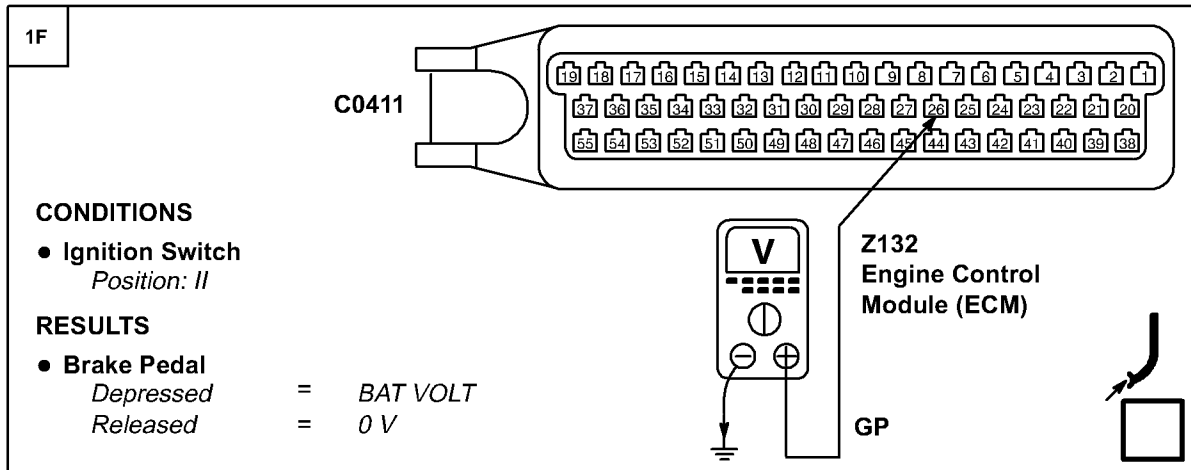 1F
C0411
19 18 17 16 15 14 13 12 11 10 9 8 7 6 5 4 3 2 1
37 36 35 34 33 32 31 30 29 28 27 26 25 24 23 22 21 20
55 54 53 52 51 50 49 48 47 46 45 44 43 42 41 40 39 38
CONDITIONS
● Ignition Switch
Position: II
RESULTS
● Brake Pedal
Depressed = BAT VOLT
Released = 0 V
V
Z132
Engine Control
Module (ECM)
GP